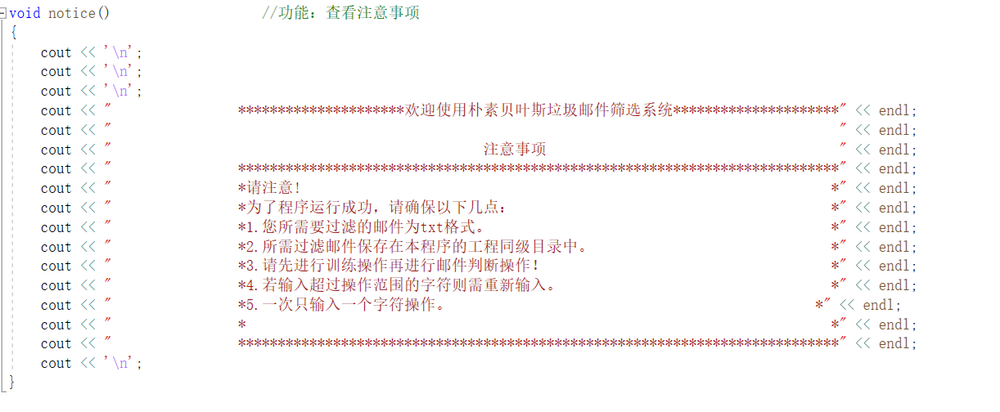 void notice()                   //功能：查看注意事项
{
    cout << '\n';
    cout << '\n';
    cout << '\n';
    cout << "                *********************欢迎使用朴素贝叶斯垃圾邮件筛选系统*********************" << endl;
    cout << "                                                                                            " << endl;
    cout << "                                               注意事项                                     " << endl;
    cout << "                ****************************************************************************" << endl;
    cout << "                *请注意!                                                                   *" << endl;
    cout << "                *为了程序运行成功，请确保以下几点：                                         *" << endl;
    cout << "                *1.您所需要过滤的邮件为txt格式。                                           *" << endl;
    cout << "                *2.所需过滤邮件保存在本程序的工程同级目录中。                               *" << endl;
    cout << "                *3.请先进行训练操作再进行邮件判断操作！                                     *" << endl;
    cout << "                *4.若输入超过操作范围的字符则需重新输入。                                   *" << endl;
    cout << "                *5.一次只输入一个字符操作。                                               *" << endl;
    cout << "                *                                                                          *" << endl;
    cout << "                ****************************************************************************" << endl;
    cout << '\n';
}